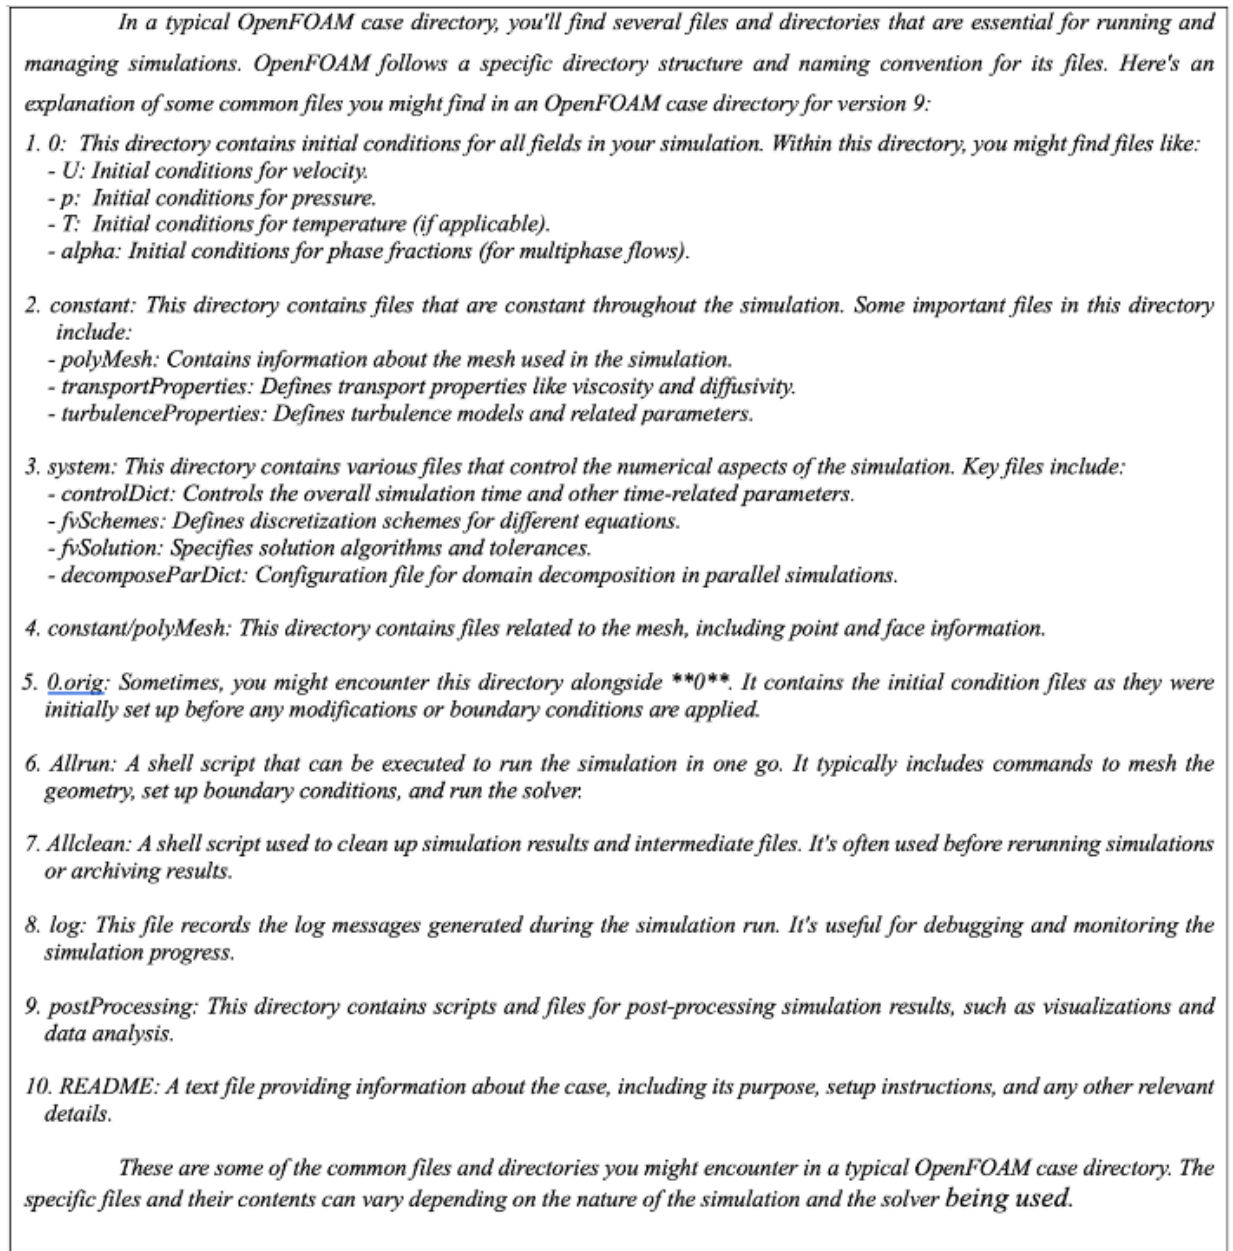 In a typical OpenFOAM case directory, you'll find several files and directories that are essential for running and
managing simulations. OpenFOAM follows a specific directory structure and naming convention for its files. Here's an
explanation of some common files you might find in an OpenFOAM case directory for version 9:
1. 0: This directory contains initial conditions for all fields in your simulation. Within this directory, you might find files like:
- U: Initial conditions for velocity.
- p: Initial conditions for pressure.
- T: Initial conditions for temperature (if applicable).
- alpha: Initial conditions for phase fractions (for multiphase flows).
2. constant: This directory contains files that are constant throughout the simulation. Some important files in this directory
include:
- polyMesh: Contains information about the mesh used in the simulation.
- transportProperties: Defines transport properties like viscosity and diffusivity.
- turbulenceProperties: Defines turbulence models and related parameters.
3. system: This directory contains various files that control the numerical aspects of the simulation. Key files include:
- controlDict: Controls the overall simulation time and other time-related parameters.
- fvSchemes: Defines discretization schemes for different equations.
- fvSolution: Specifies solution algorithms and tolerances.
- decomposeParDict: Configuration file for domain decomposition in parallel simulations.
4. constant/polyMesh: This directory contains files related to the mesh, including point and face information.
5. 0.orig: Sometimes, you might encounter this directory alongside **0**. It contains the initial condition files as they were
initially set up before any modifications or boundary conditions are applied.
6. Allrun: A shell script that can be executed to run the simulation in one go. It typically includes commands to mesh the
geometry, set up boundary conditions, and run the solver.
7. Allclean: A shell script used to clean up simulation results and intermediate files. It's often used before rerunning simulations
or archiving results.
8. log: This file records the log messages generated during the simulation run. It's useful for debugging and monitoring the
simulation progress.
9. postProcessing: This directory contains scripts and files for post-processing simulation results, such as visualizations and
data analysis.
10. README: A text file providing information about the case, including its purpose, setup instructions, and any other relevant
details.
These are some of the common files and directories you might encounter in a typical OpenFOAM case directory. The
specific files and their contents can vary depending on the nature of the simulation and the solver being used.